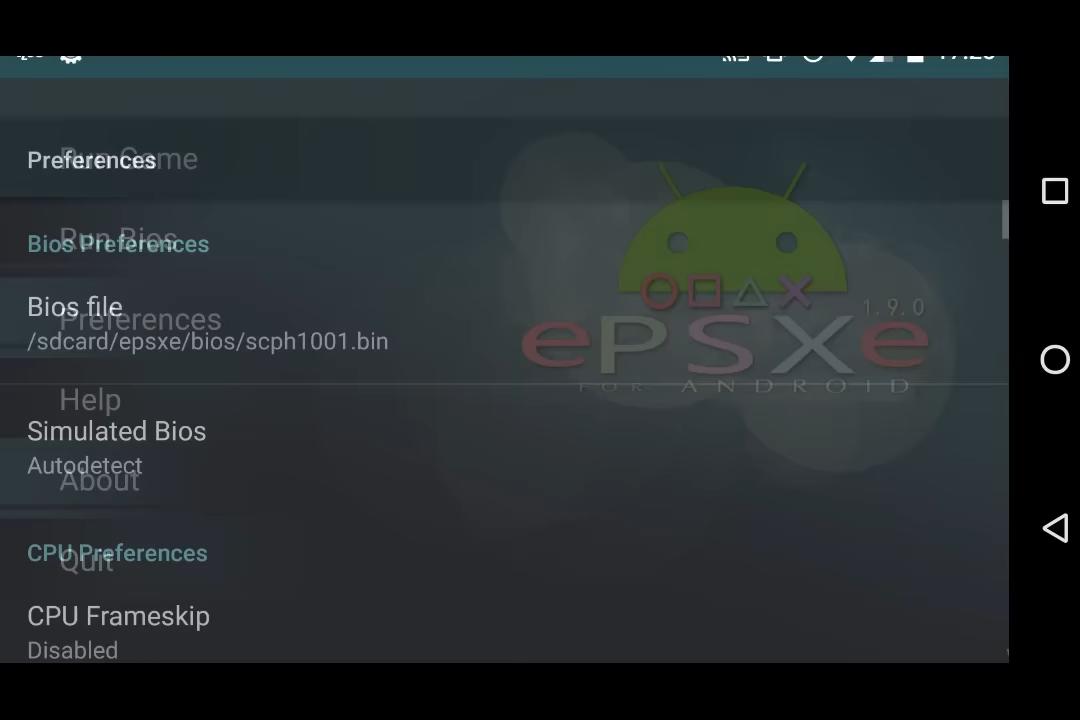 Preferences
Run Game
Run Bios
Bios Preferences
Bios file
Preferences
/sdcard/epsxe/bios/scph1001.bin
1.9.0
ePSXe
FOR ANDROID
Help
Simulated Bios
Autodetect
About
CPU Preferences
Quit
CPU Frameskip
Disabled